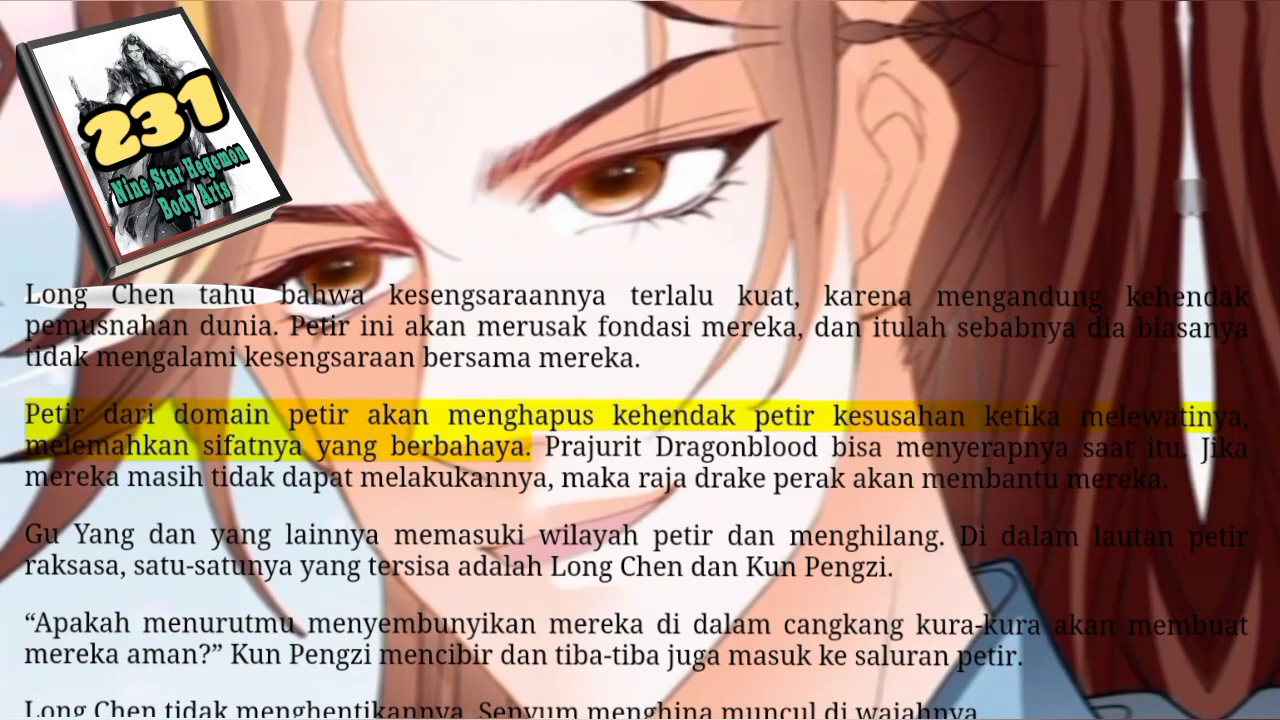 231
Nine Star Hegemon
Body Arts
Long Chen tahu bahwa kesengsaraannya terlalu kuat, karena mengandung kehendak
pemusnahan dunia. Petir ini akan merusak fondasi mereka, dan itulah sebabnya dia biasanya
tidak mengalami kesengsaraan bersama mereka.
Petir dari domain petir akan menghapus kehendak petir kesusahan ketika melewatinya,
melemahkan sifatnya yang berbahaya. Prajurit Dragonblood bisa menyerapnya saat itu. Jika
mereka masih tidak dapat melakukannya, maka raja drake perak akan membantu mereka.
Gu Yang dan yang lainnya memasuki wilayah petir dan menghilang. Di dalam lautan petir
raksasa, satu-satunya yang tersisa adalah Long Chen dan Kun Pengzi.
“Apakah menurutmu menyembunyikan mereka di dalam cangkang kura-kura akan membuat
mereka aman?” Kun Pengzi mencibir dan tiba-tiba juga masuk ke saluran petir.
Long Chen tidak menghentikannya. Senyum menghina muncul di wajahnya.